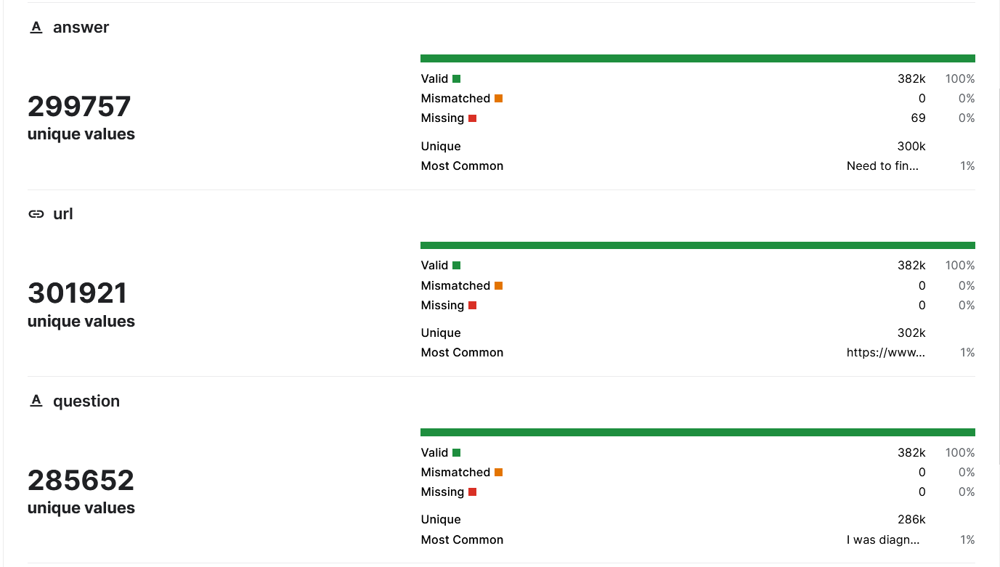 answer
Valid 382k 100%
Mismatched 0 0%
299757
Missing 69 0%
unique values
Unique 300k
Most Common Need to fin... 1%
url
Valid 382k 100%
Mismatched 0 0%
301921
Missing 0 0%
unique values
Unique 302k
Most Common https://www... 1%
question
Valid 382k 100%
Mismatched 0 0%
285652
Missing 0 0%
unique values
Unique 286k
Most Common I was diagn... 1%